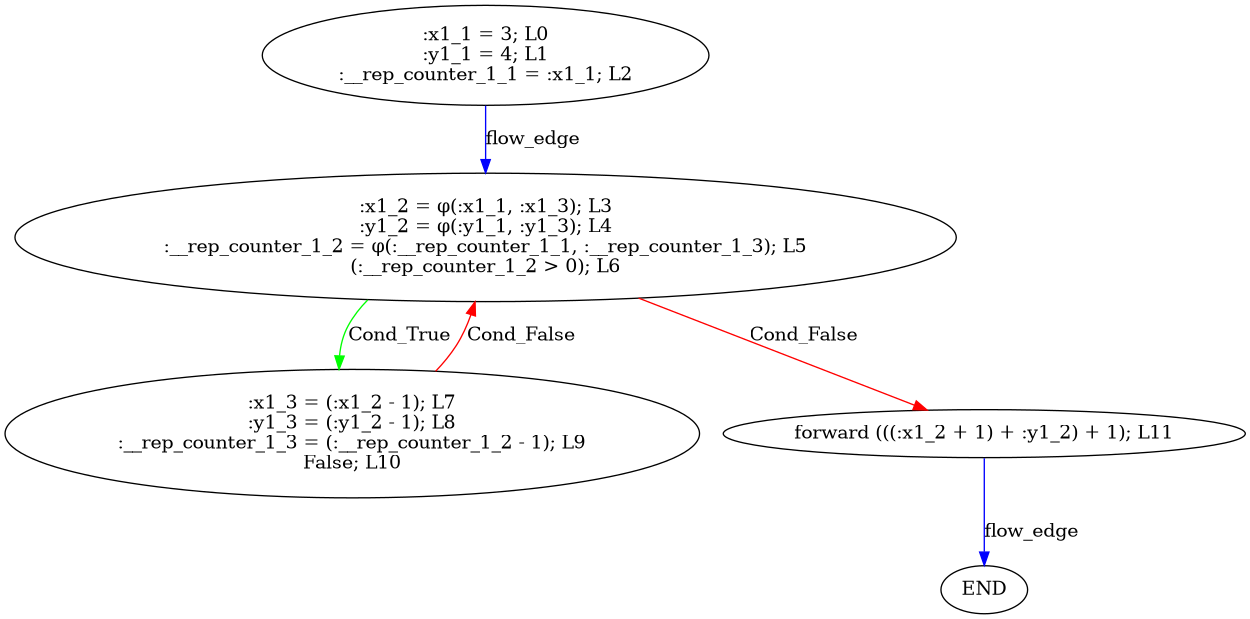 :x1_1 = 3; L0
:y1_1 = 4; L1
:__rep_counter_1_1 = :x1_1; L2
flow_edge
:x1_2 = φ(:x1_1, :x1_3); L3
:y1_2 = φ(:y1_1, :y1_3); L4
:__rep_counter_1_2 = φ(:__rep_counter_1_1, :__rep_counter_1_3); L5
(:__rep_counter_1_2 > 0); L6
Cond_True
Cond_False
Cond_False
:x1_3 = (:x1_2 - 1); L7
:y1_3 = (:y1_2 - 1); L8
:__rep_counter_1_3 = (:__rep_counter_1_2 - 1); L9
False; L10
forward (((:x1_2 + 1) + :y1_2) + 1); L11
flow_edge
END